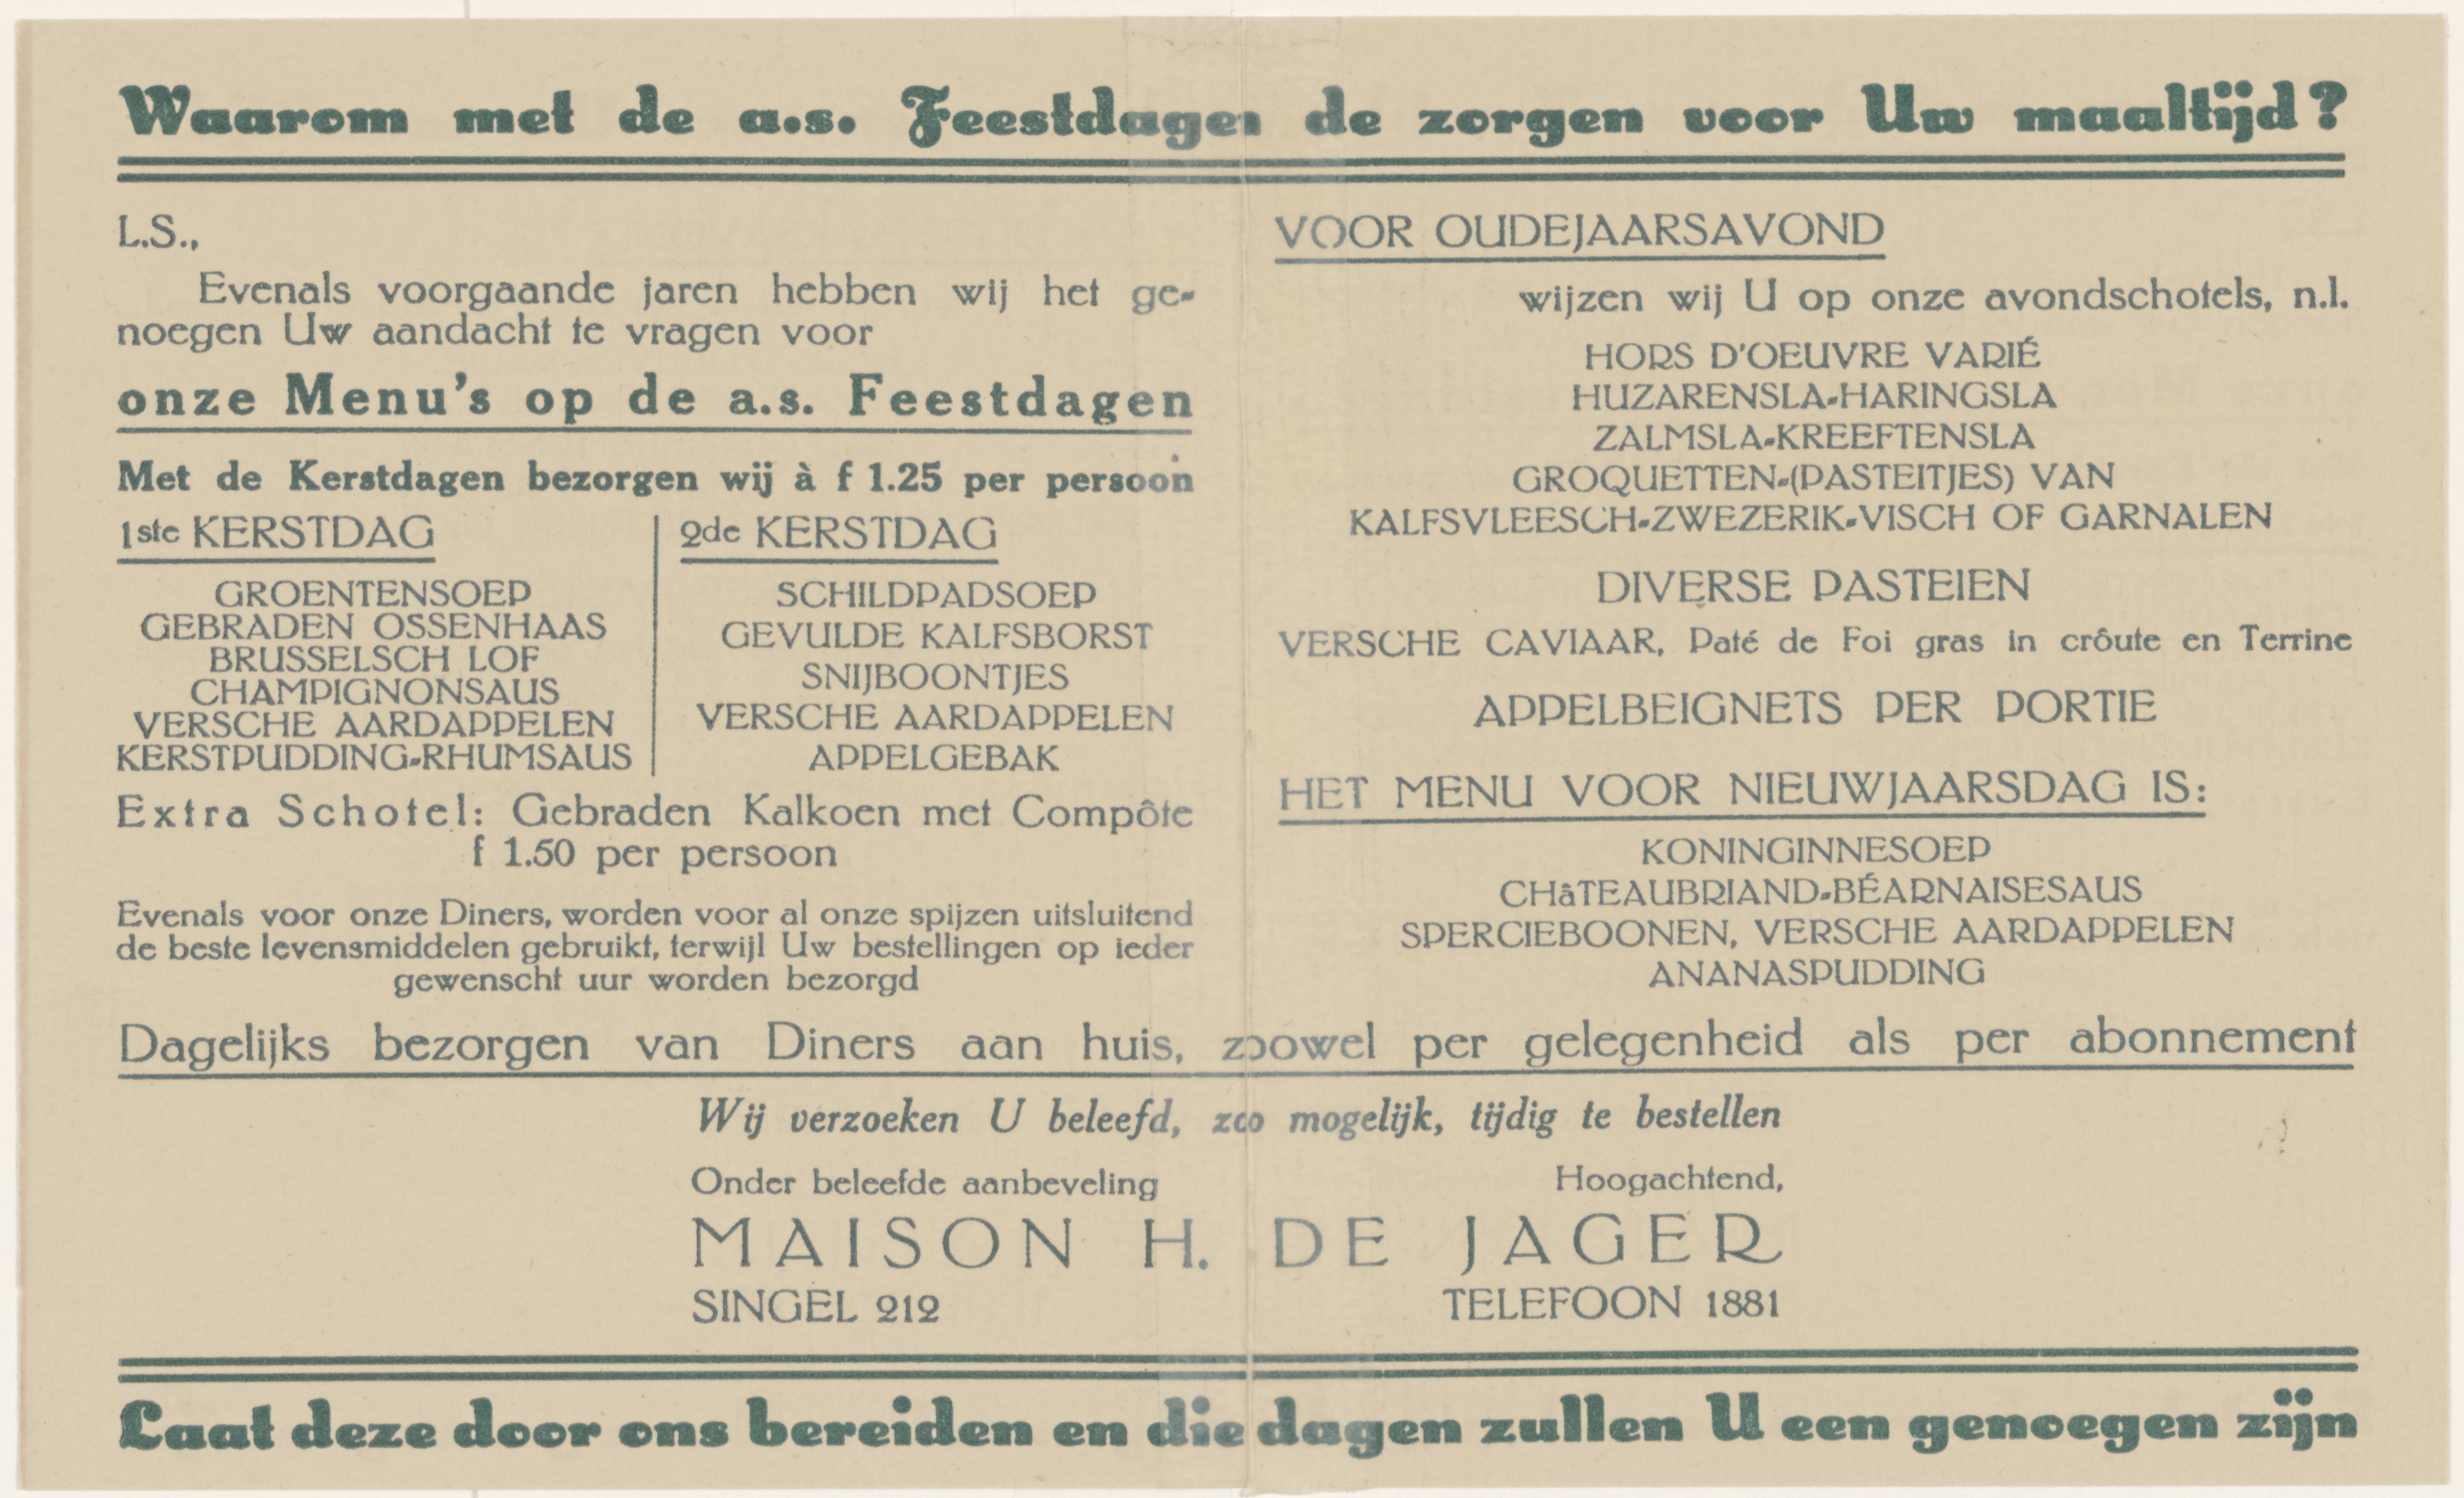 Waarom met de a.s. Feestdagen de zorgen voor Uw maaltijd?
L.S.,
Evenals voorgaande jaren hebben wij het ge-
noegen Uw aandacht te vragen voor
onze Menu's op de a.s. Feestdagen
Met de Kerstdagen bezorgen wij à f 1.25 per persoon
1ste KERSTDAG
GROENTENSOEP
GEBRADEN OSSENHAAS
BRUSSELSCH LOF
CHAMPIGNONSAUS
VERSCHE AARDAPPELEN
KERSTPUDDING-RHUMSAUS
2de KERSTDAG
SCHILDPADSOEP
GEVULDE KALFSBORST
SNIJBOONTJES
VERSCHE AARDAPPELEN
APPELGEBAK
Extra Schotel: Gebraden Kalkoen met Compôte
f 1.50 per persoon
Evenals voor onze Diners, worden voor al onze spijzen uitsluitend
de beste levensmiddelen gebruikt, terwijl Uw bestellingen op ieder
gewenscht uur worden bezorgd
VOOR OUDEJAARSAVOND
wijzen wij U op onze avondschotels, n.l.
HORS D'OEUVRE VARIÉ
HUZARENSLA-HARINGSLA
ZALMSLA-KREEFTENSLA
GROQUETTEN-(PASTEITJES) VAN
KALFSVLEESCH-ZWEZERIK-VISCH OF GARNALEN
DIVERSE PASTEIEN
VERSCHE CAVIAAR, Paté de Foi gras in crôute en Terrine
APPELBEIGNETS PER PORTIE
HET MENU VOOR NIEUWJAARSDAG IS:
KONINGINNESOEP
CHâTEAUBRIAND-BÉARNAISESAUS
SPERCIEBOONEN, VERSCHE AARDAPPELEN
ANANASPUDDING
Dagelijks bezorgen van Diners aan huis, zoowel per gelegenheid als per abonnement
Wij verzoeken U beleefd, zoo mogelijk, tijdig te bestellen
Onder beleefde aanbeveling
Hoogachtend,
MAISON H. DE JAGER
SINGEL 212
TELEFOON 1881
Laat deze door ons bereiden en die dagen zullen U een genoegen zijn